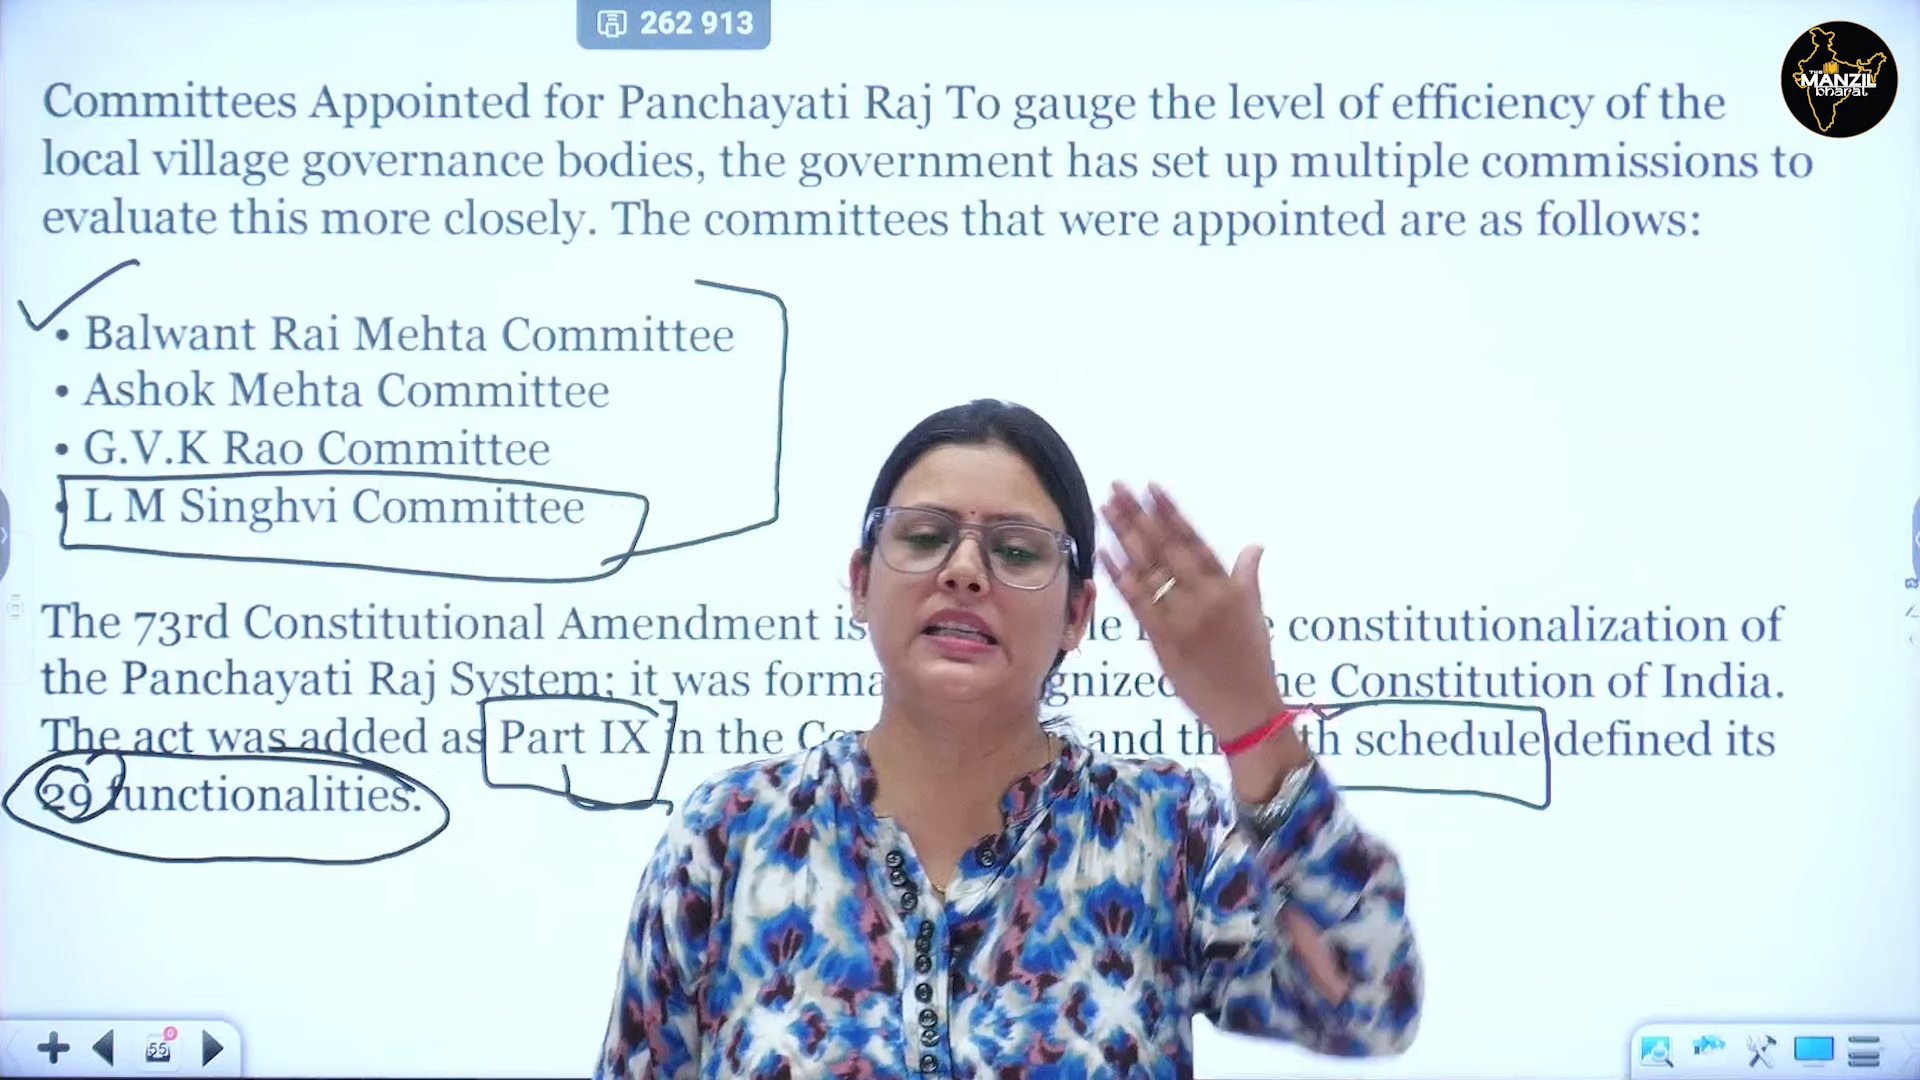 262 913
THE
MANZIL
bharat
Committees Appointed for Panchayati Raj To gauge the level of efficiency of the
local village governance bodies, the government has set up multiple commissions to
evaluate this more closely. The committees that were appointed are as follows:
• Balwant Rai Mehta Committee
• Ashok Mehta Committee
• G.V.K Rao Committee
• L M Singhvi Committee
The 73rd Constitutional Amendment is constitutionalization of
the Panchayati Raj System; it was Constitution of India.
The act was added as Part IX in the and schedule defined its
29 functionalities.
0
55